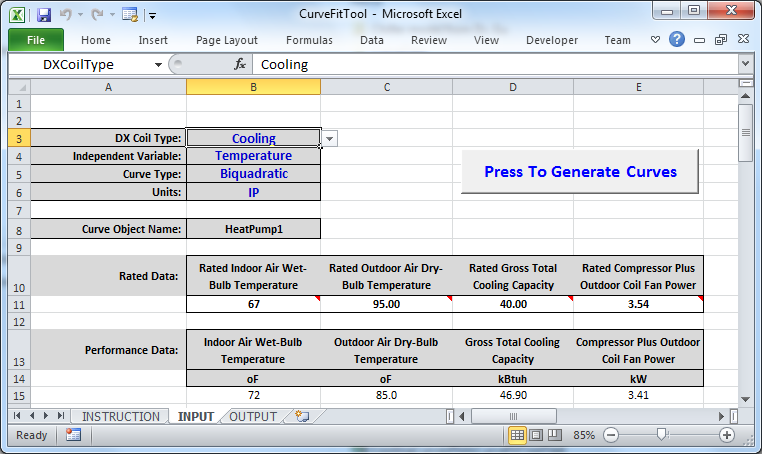 CurveFitTool - Microsoft Excel
File Home Insert Page Layout Formulas Data Review View Developer Team
DXCoilType fx Cooling
A B C D E
1
2
3 DX Coil Type: Cooling
4 Independent Variable: Temperature
5 Curve Type: Biquadratic
6 Units: IP
Press To Generate Curves
7
8 Curve Object Name: HeatPump1
9
10 Rated Data: Rated Indoor Air Wet-Bulb Temperature Rated Outdoor Air Dry-Bulb Temperature Rated Gross Total Cooling Capacity Rated Compressor Plus Outdoor Coil Fan Power
11 67 95.00 40.00 3.54
12
13 Performance Data: Indoor Air Wet-Bulb Temperature Outdoor Air Dry-Bulb Temperature Gross Total Cooling Capacity Compressor Plus Outdoor Coil Fan Power
14 oF oF kBtuh kW
15 72 85.0 46.90 3.41
INSTRUCTION INPUT OUTPUT
Ready 85%